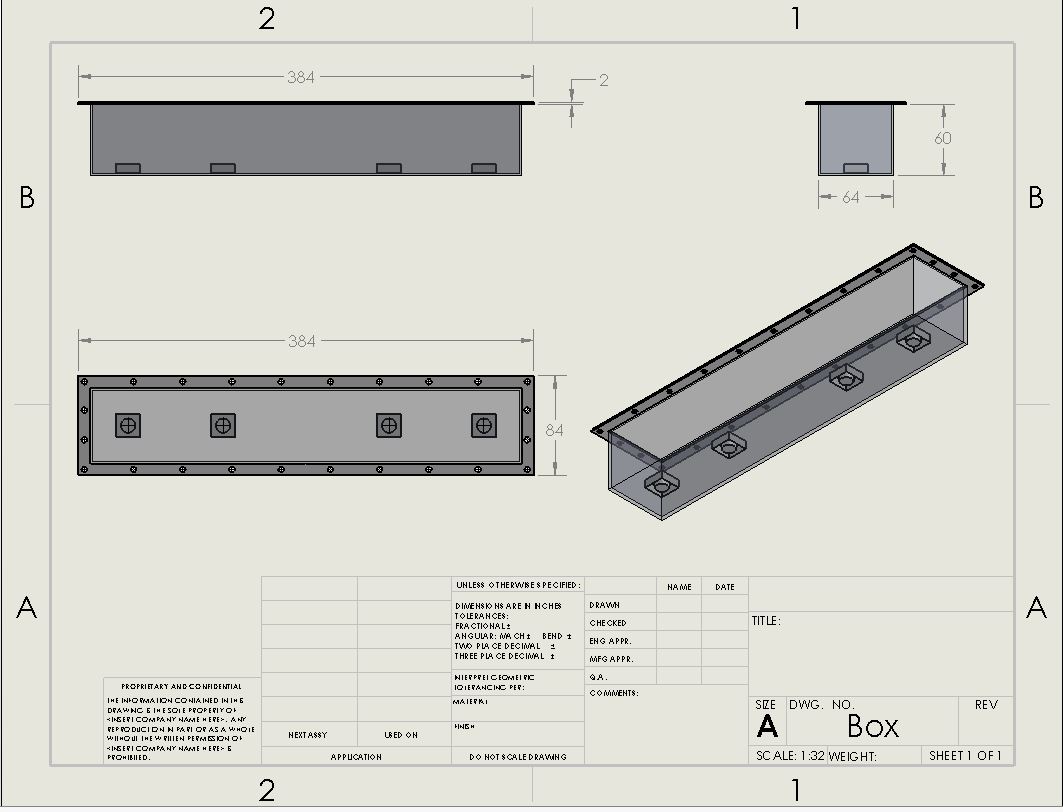 2 1
384
2
60
64
B B
384
84
A A
UNLESS OTHERWISE SPECIFIED:
DIMENSIONS ARE IN INCHES
TOLERANCES:
FRACTIONAL ±
ANGULAR: MACH ± BEND ±
TWO PLACE DECIMAL ±
THREE PLACE DECIMAL ±
INTERPRET GEOMETRIC
TOLERANCING PER:
MATERIAL
FINISH
DO NOT SCALE DRAWING
NAME DATE
DRAWN
CHECKED
ENG APPR.
MFG APPR.
Q.A.
COMMENTS:
PROPRIETARY AND CONFIDENTIAL
THE INFORMATION CONTAINED IN THIS
DRAWING IS THE SOLE PROPERTY OF
<INSERT COMPANY NAME HERE>. ANY
REPRODUCTION IN PART OR AS A WHOLE
WITHOUT THE WRITTEN PERMISSION OF
<INSERT COMPANY NAME HERE> IS
PROHIBITED.
NEXT ASSY USED ON
APPLICATION
TITLE:
SIZE DWG. NO. REV
A Box
SCALE: 1:32 WEIGHT: SHEET 1 OF 1
2 1